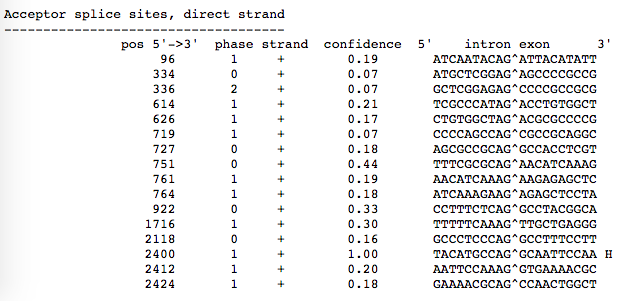 Acceptor splice sites, direct strand
------------------------------------
pos 5'->3' phase strand confidence 5' intron exon 3'
96 1 + 0.19 ATCAATACAG^ATTACATATT
334 0 + 0.07 ATGCTCGGAG^AGCCCCGCCG
336 2 + 0.07 GCTCGGAGAG^CCCCGCCGCG
614 1 + 0.21 TCGCCCATAG^ACCTGTGGCT
626 1 + 0.17 CTGTGGCTAG^ACGCGCCCCG
719 1 + 0.07 CCCCAGCCAG^CGCCGCAGGC
727 0 + 0.18 AGCGCCGCAG^GCCACCTCGT
751 0 + 0.44 TTTCGCGCAG^AACATCAAAG
761 1 + 0.19 AACATCAAAG^AAGAGAGCTC
764 1 + 0.18 ATCAAAGAAG^AGAGCTCCTA
922 0 + 0.33 CCTTTCTCAG^GCCTACGGCA
1716 1 + 0.30 TTTTTCAAAG^TTGCTGAGGG
2118 0 + 0.16 GCCCTCCCAG^GCCTTTCCTT
2400 1 + 1.00 TACATGCCAG^GCAATTCCAA H
2412 1 + 0.20 AATTCCAAAG^GTGAAAACGC
2424 1 + 0.18 GAAAACGCAG^CCAACTGGCT